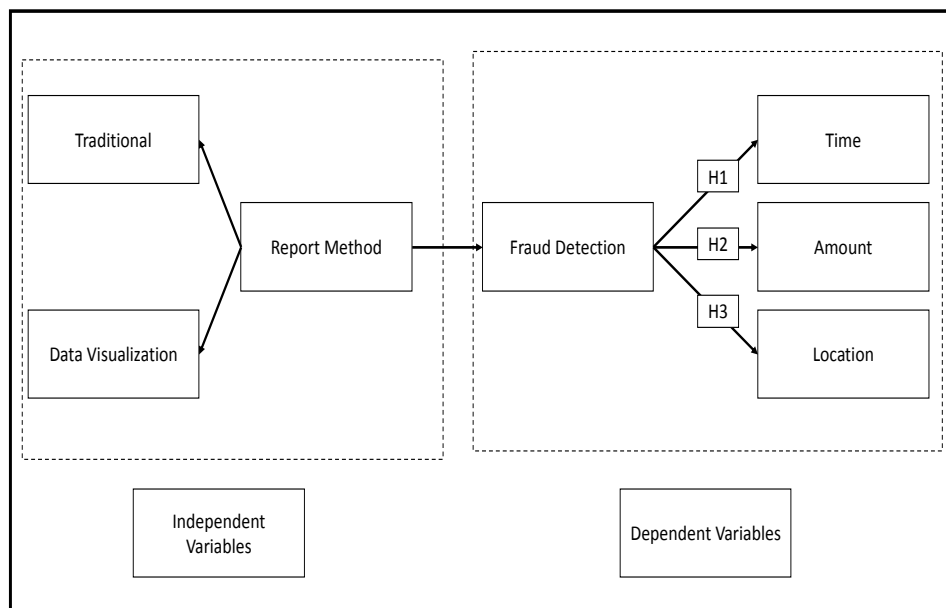 Traditional
Time
H1
Report Method
Fraud Detection
H2
Amount
H3
Data Visualization
Location
Independent
Variables
Dependent Variables